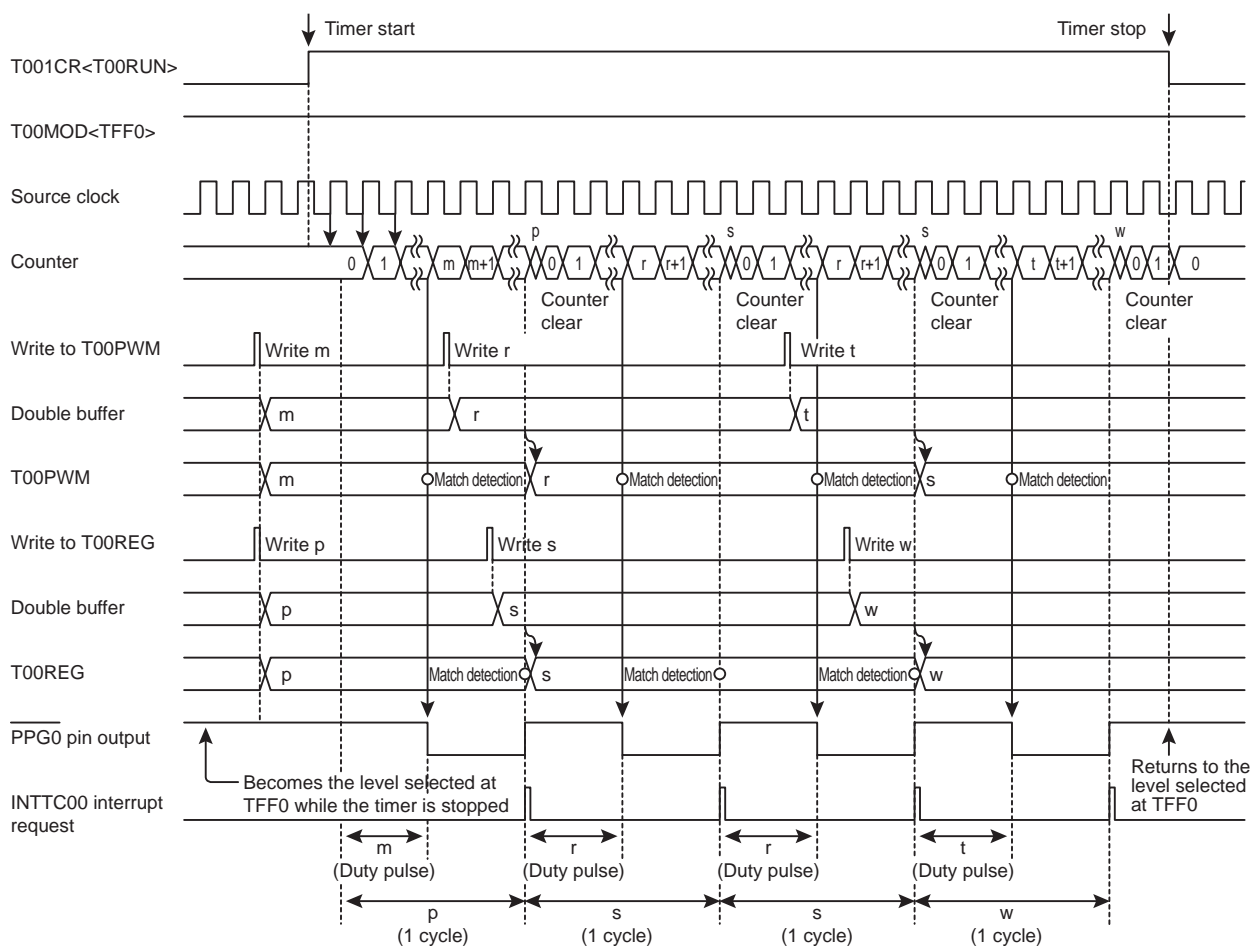 Timer start
Timer stop
T001CR<T00RUN>
T00MOD<TFF0>
Source clock
p s s w
Counter
0 1 m m+1 0 1 r r+1 0 1 r r+1 0 1 t t+1 0 1 0
Counter clear
Counter clear
Counter clear
Counter clear
Write to T00PWM
Write m
Write r
Write t
Double buffer
m
r
t
T00PWM
m
Match detection
r
Match detection
Match detection
s
Match detection
Write to T00REG
Write p
Write s
Write w
Double buffer
p
s
w
T00REG
p
Match detection
s
Match detection
Match detection
w
PPG0 pin output
Becomes the level selected at
TFF0 while the timer is stopped
Returns to the
level selected
at TFF0
INTTC00 interrupt
request
m
r
r
t
(Duty pulse)
(Duty pulse)
(Duty pulse)
(Duty pulse)
p
s
s
w
(1 cycle)
(1 cycle)
(1 cycle)
(1 cycle)